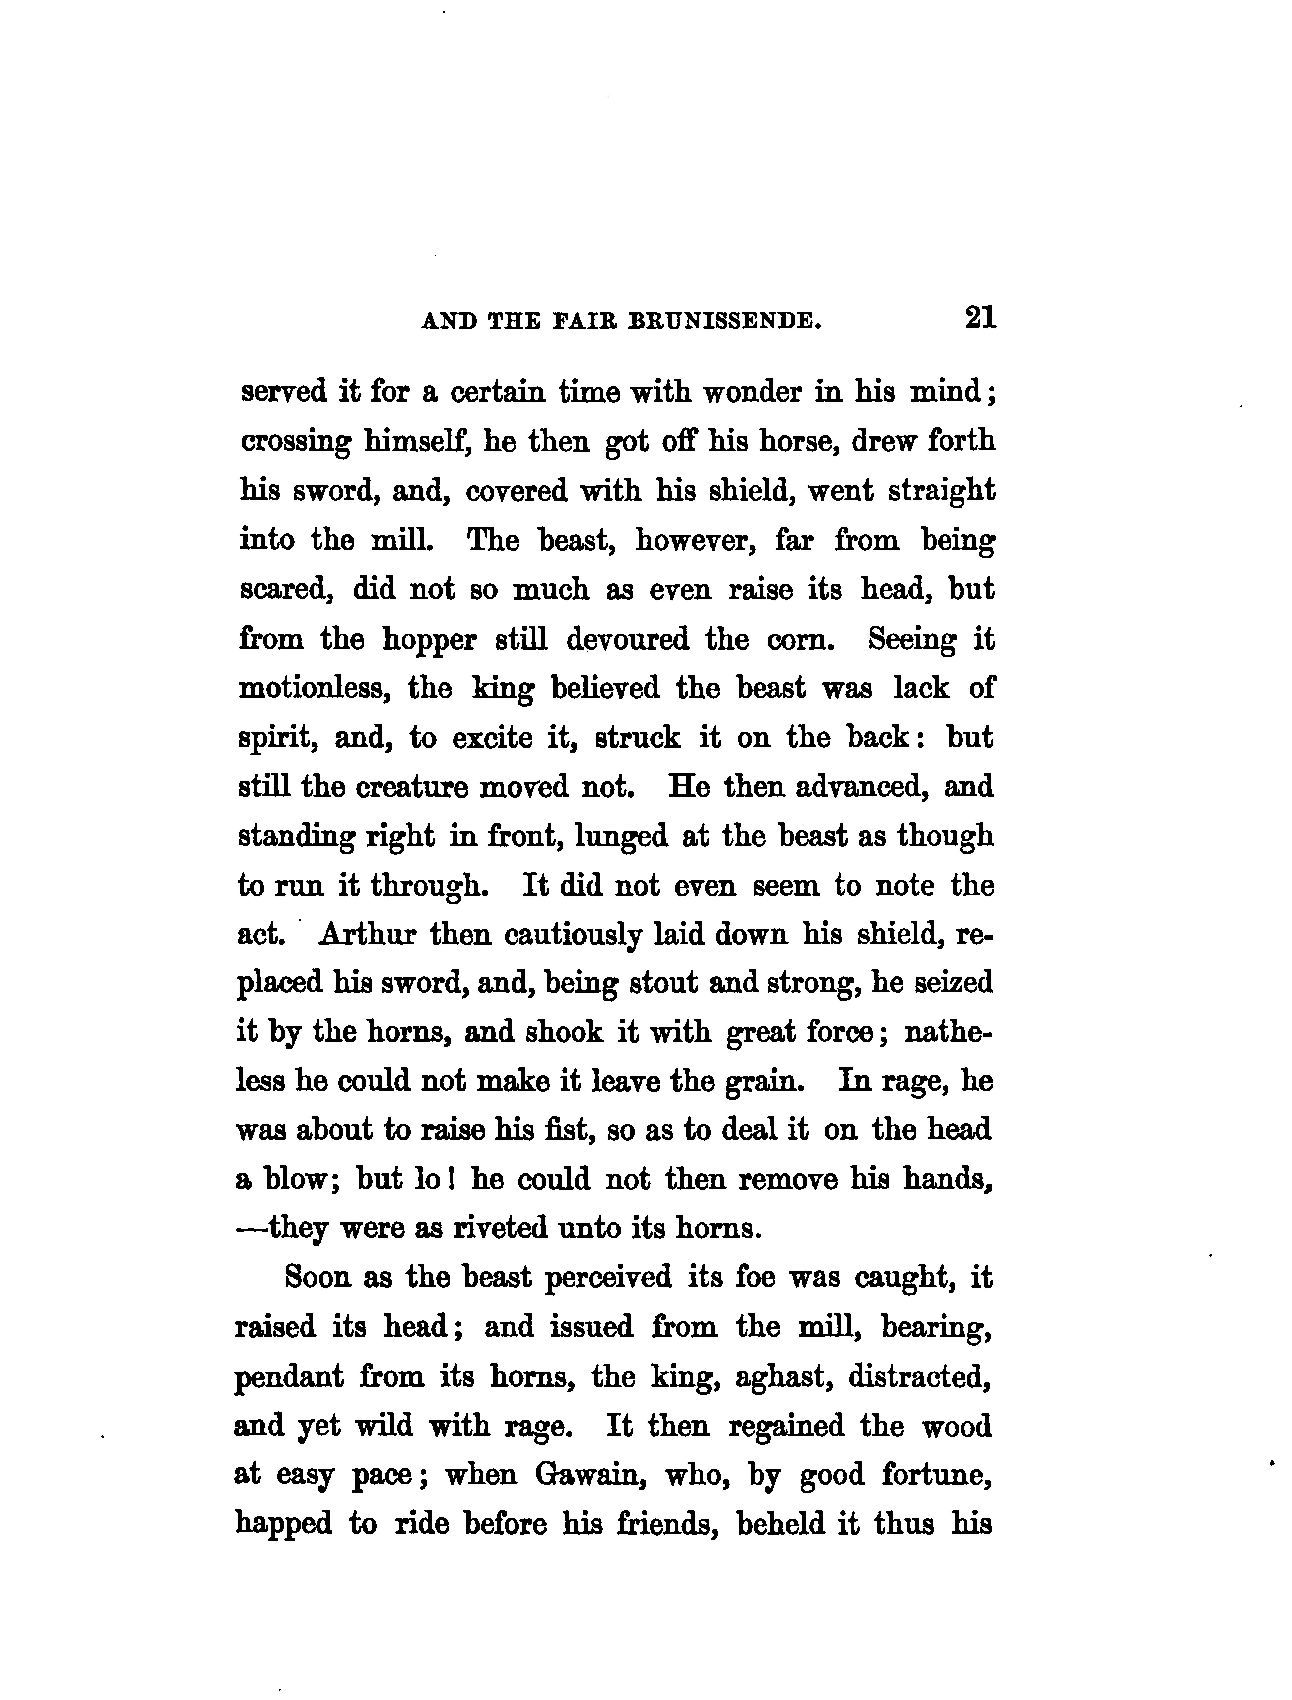 AND THE FAIR BRUNISSENDE. 21
served it for a certain time with wonder in his mind;
crossing himself, he then got off his horse, drew forth
his sword, and, covered with his shield, went straight
into the mill. The beast, however, far from being
scared, did not so much as even raise its head, but
from the hopper still devoured the corn. Seeing it
motionless, the king believed the beast was lack of
spirit, and, to excite it, struck it on the back: but
still the creature moved not. He then advanced, and
standing right in front, lunged at the beast as though
to run it through. It did not even seem to note the
act. Arthur then cautiously laid down his shield, re-
placed his sword, and, being stout and strong, he seized
it by the horns, and shook it with great force; nathe-
less he could not make it leave the grain. In rage, he
was about to raise his fist, so as to deal it on the head
a blow; but lo! he could not then remove his hands,
—they were as riveted unto its horns.
Soon as the beast perceived its foe was caught, it
raised its head; and issued from the mill, bearing,
pendant from its horns, the king, aghast, distracted,
and yet wild with rage. It then regained the wood
at easy pace; when Gawain, who, by good fortune,
happed to ride before his friends, beheld it thus his